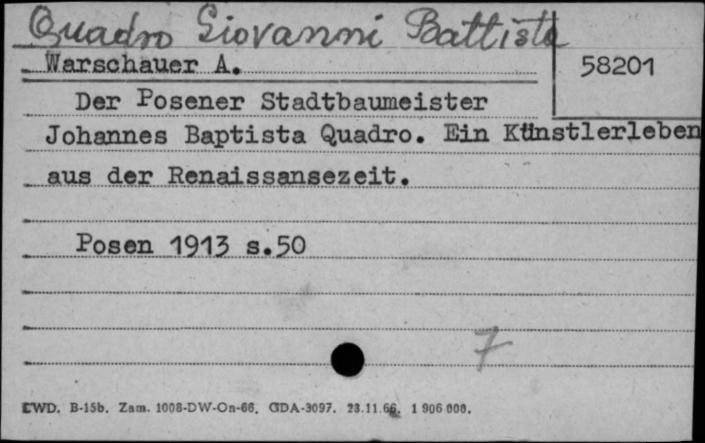 Quadro Giovanni Battista
Warschauer A.
58201
Der Posener Stadtbaumeister
Johannes Baptista Quadro. Ein Künstlerleben
aus der Renaissansezeit.
Posen 1913 s.50
7
CWD. B-15b. Zam. 1008-DW-On-66. GDA-3097. 23.11.66. 1 906 000.